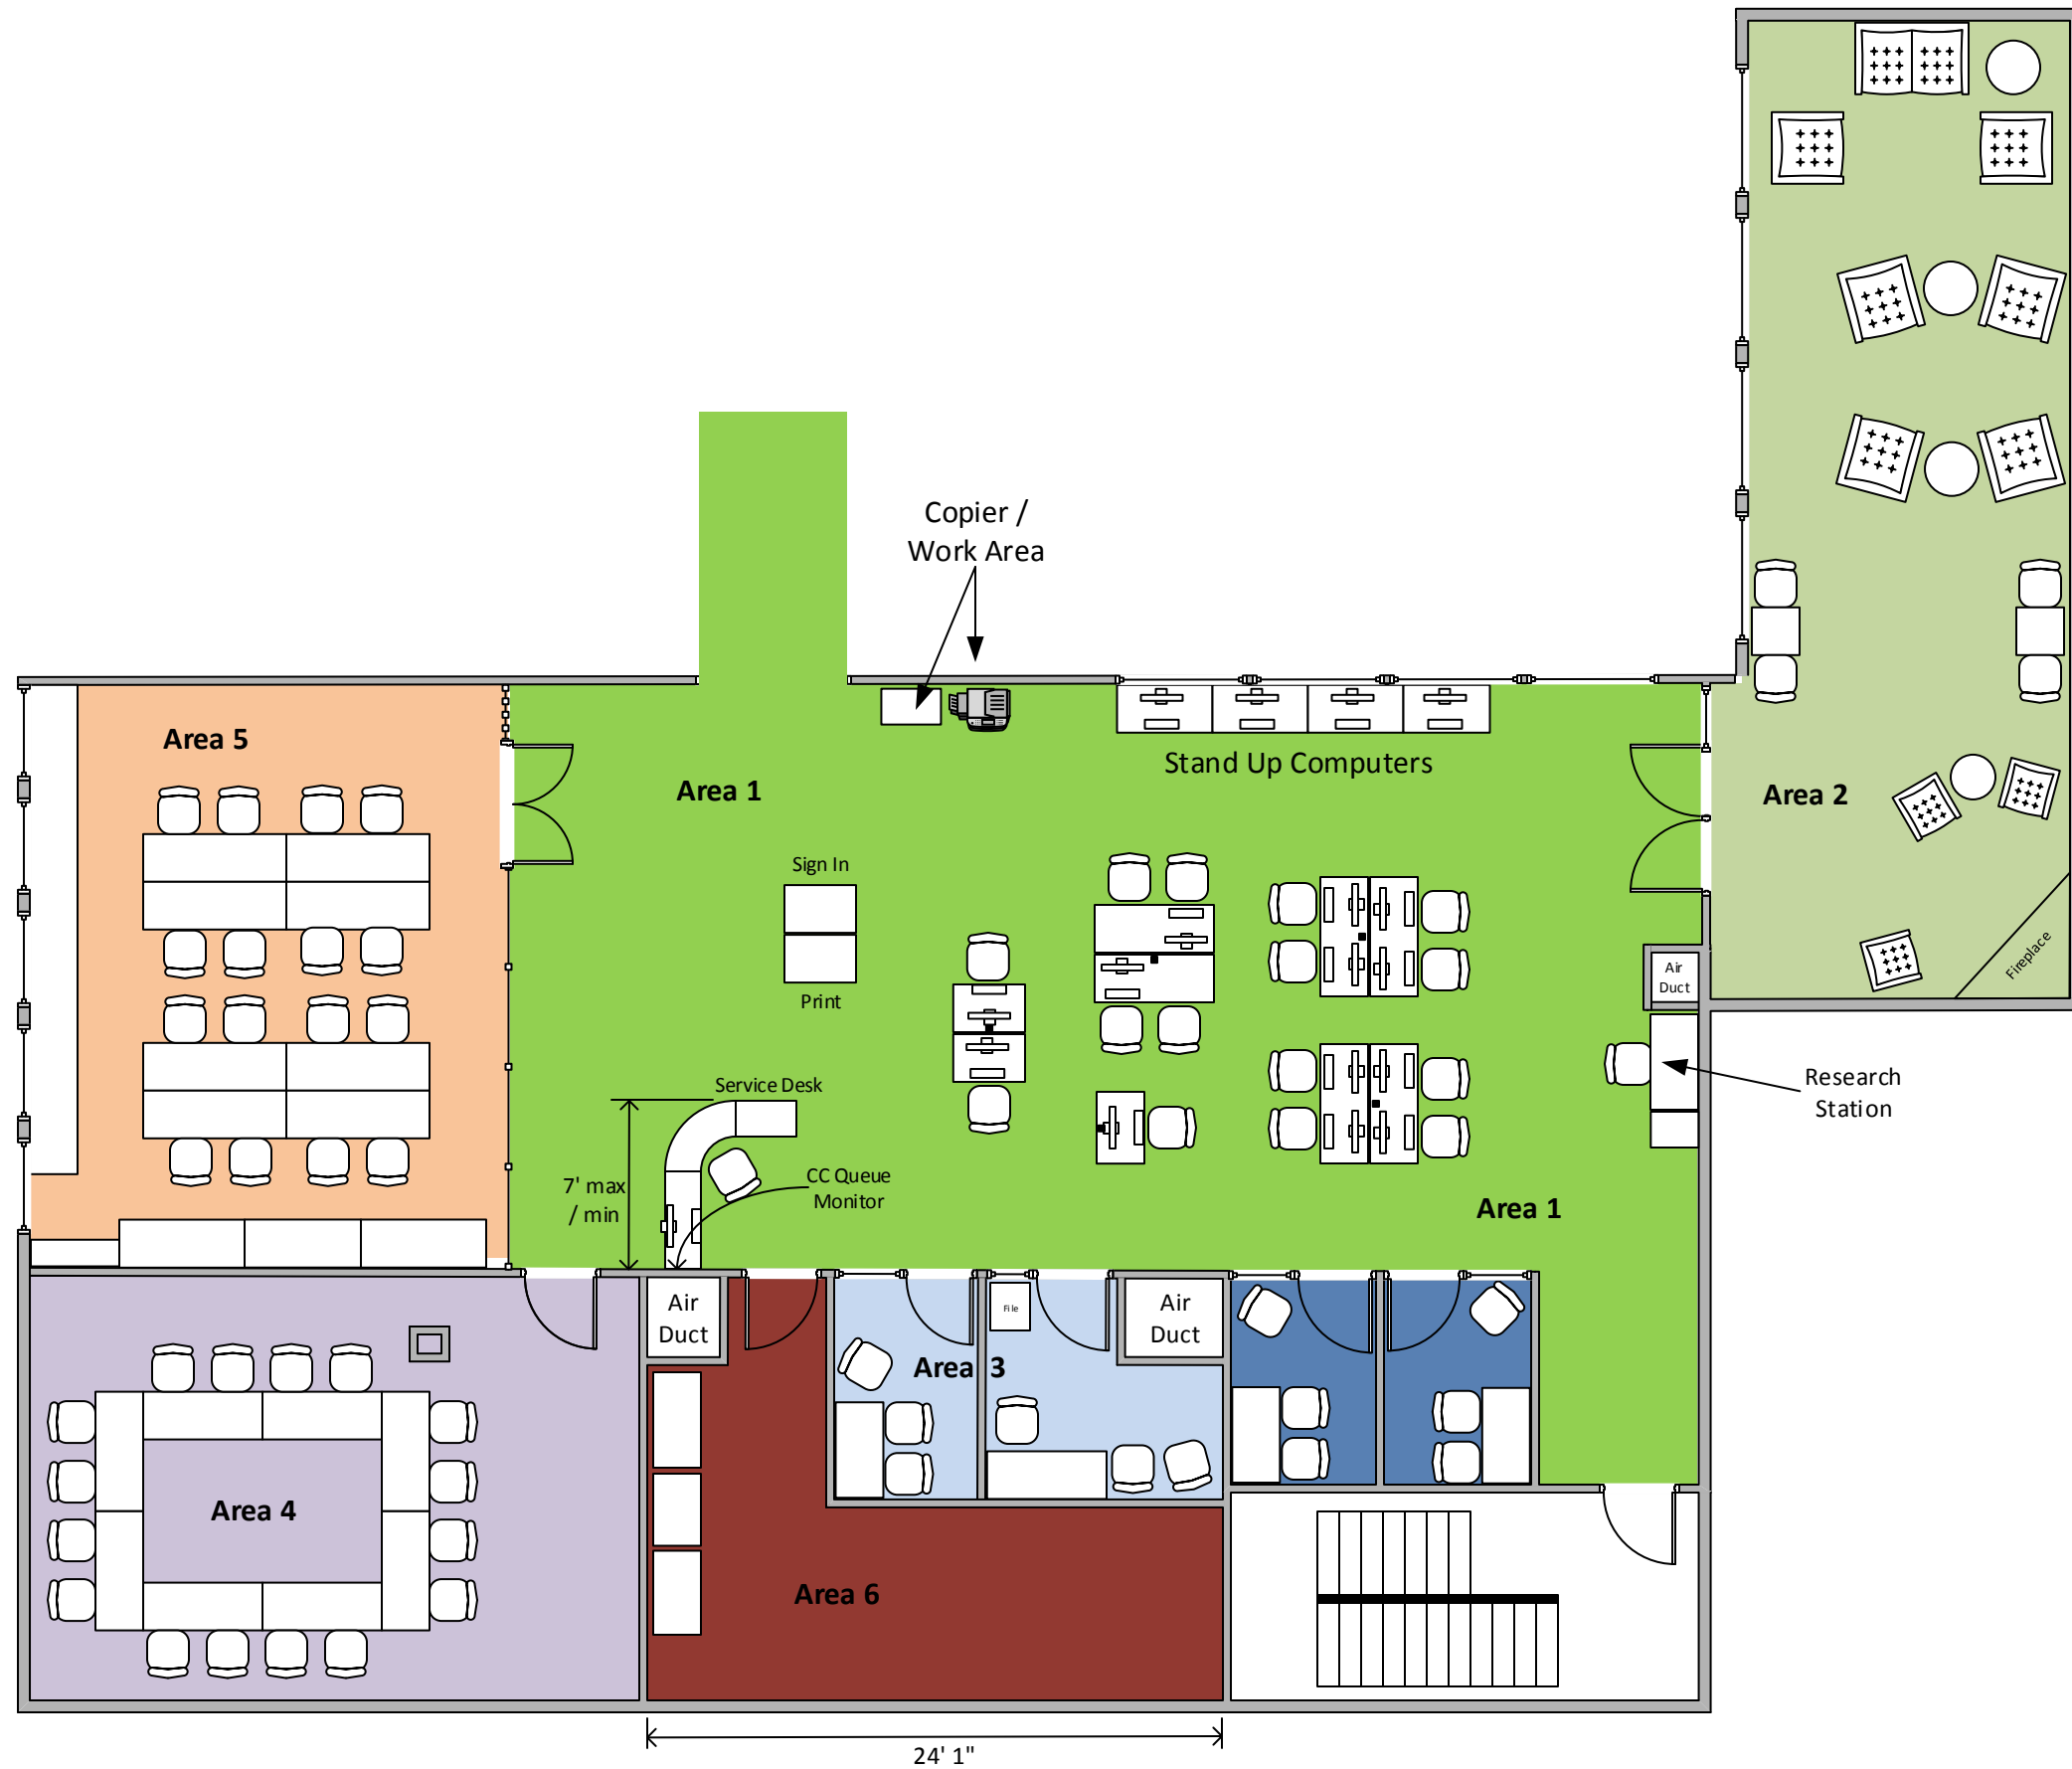 Copier /
Work Area
Area 5
Area 1
Stand Up Computers
Area 2
Sign In
Print
Fireplace
Air
Duct
Research
Station
Service Desk
7' max
/ min
CC Queue
Monitor
Area 1
Air
Duct
File
Air
Duct
Area 3
Area 4
Area 6
24' 1"